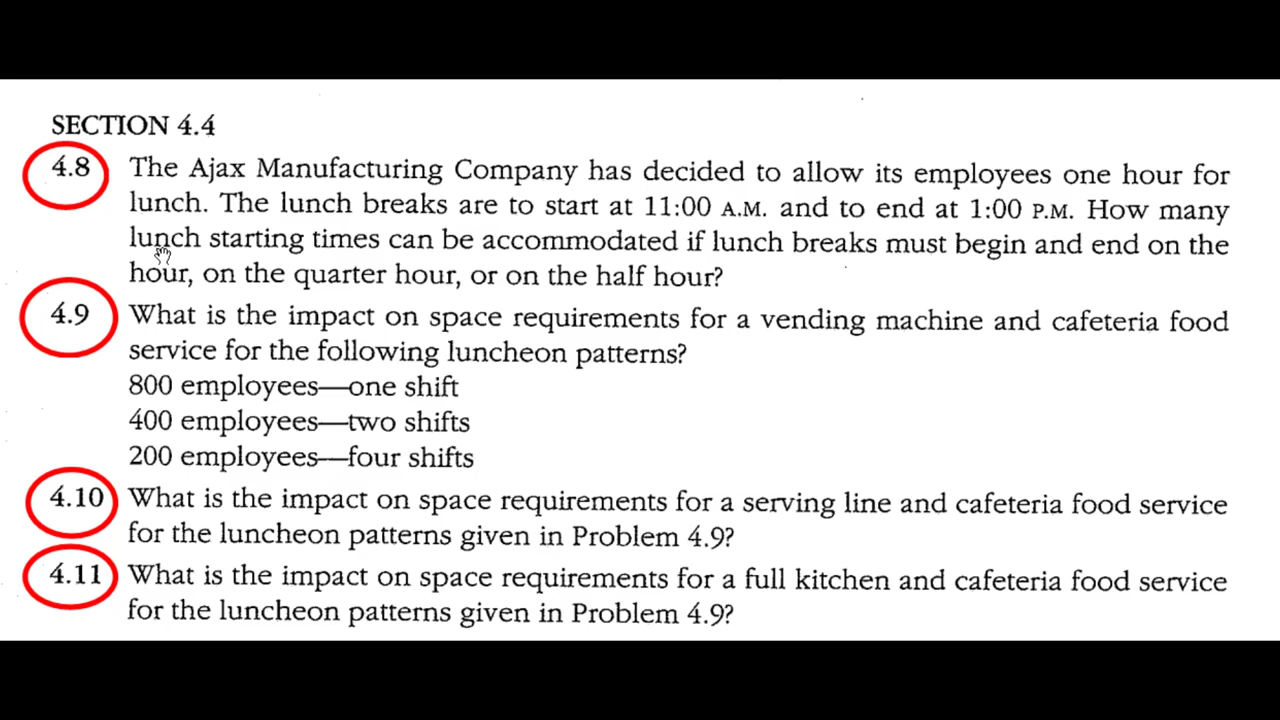 SECTION 4.4
4.8 The Ajax Manufacturing Company has decided to allow its employees one hour for
lunch. The lunch breaks are to start at 11:00 A.M. and to end at 1:00 P.M. How many
lunch starting times can be accommodated if lunch breaks must begin and end on the
hour, on the quarter hour, or on the half hour?
4.9 What is the impact on space requirements for a vending machine and cafeteria food
service for the following luncheon patterns?
800 employees—one shift
400 employees—two shifts
200 employees—four shifts
4.10 What is the impact on space requirements for a serving line and cafeteria food service
for the luncheon patterns given in Problem 4.9?
4.11 What is the impact on space requirements for a full kitchen and cafeteria food service
for the luncheon patterns given in Problem 4.9?